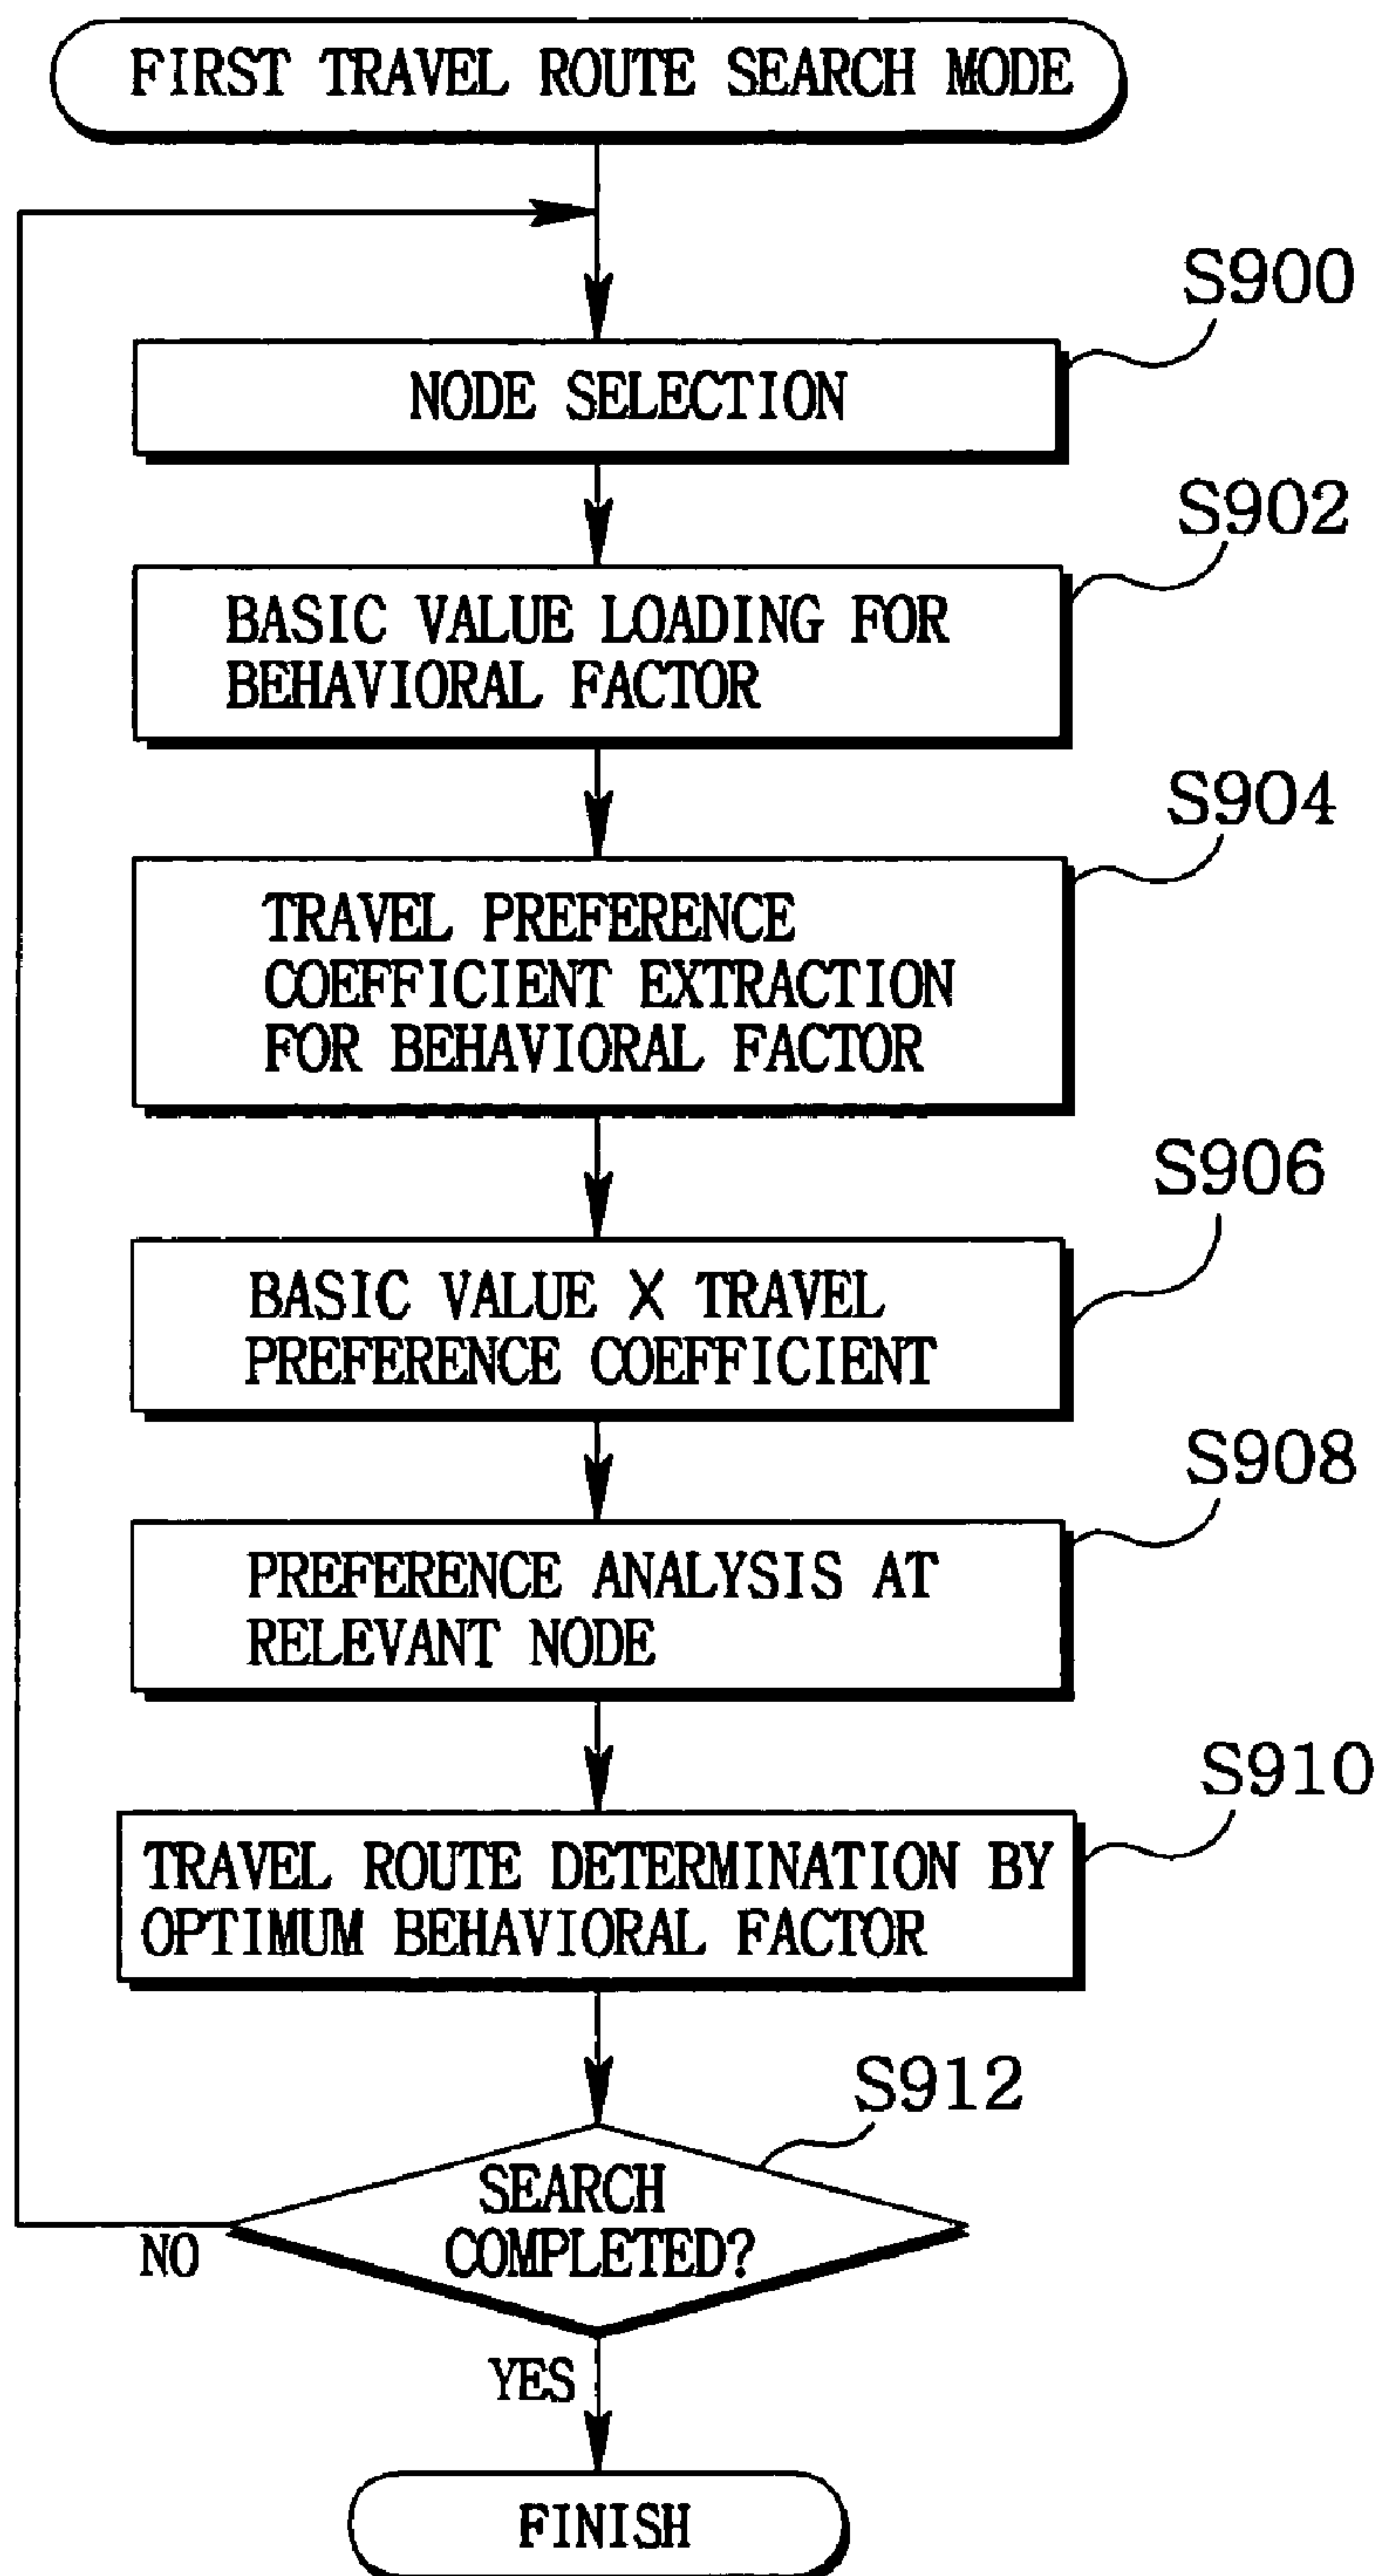 FIRST TRAVEL ROUTE SEARCH MODE
S900
NODE SELECTION
S902
BASIC VALUE LOADING FOR
BEHAVIORAL FACTOR
S904
TRAVEL PREFERENCE
COEFFICIENT EXTRACTION
FOR BEHAVIORAL FACTOR
S906
BASIC VALUE X TRAVEL
PREFERENCE COEFFICIENT
S908
PREFERENCE ANALYSIS AT
RELEVANT NODE
S910
TRAVEL ROUTE DETERMINATION BY
OPTIMUM BEHAVIORAL FACTOR
S912
SEARCH
COMPLETED?
NO
YES
FINISH